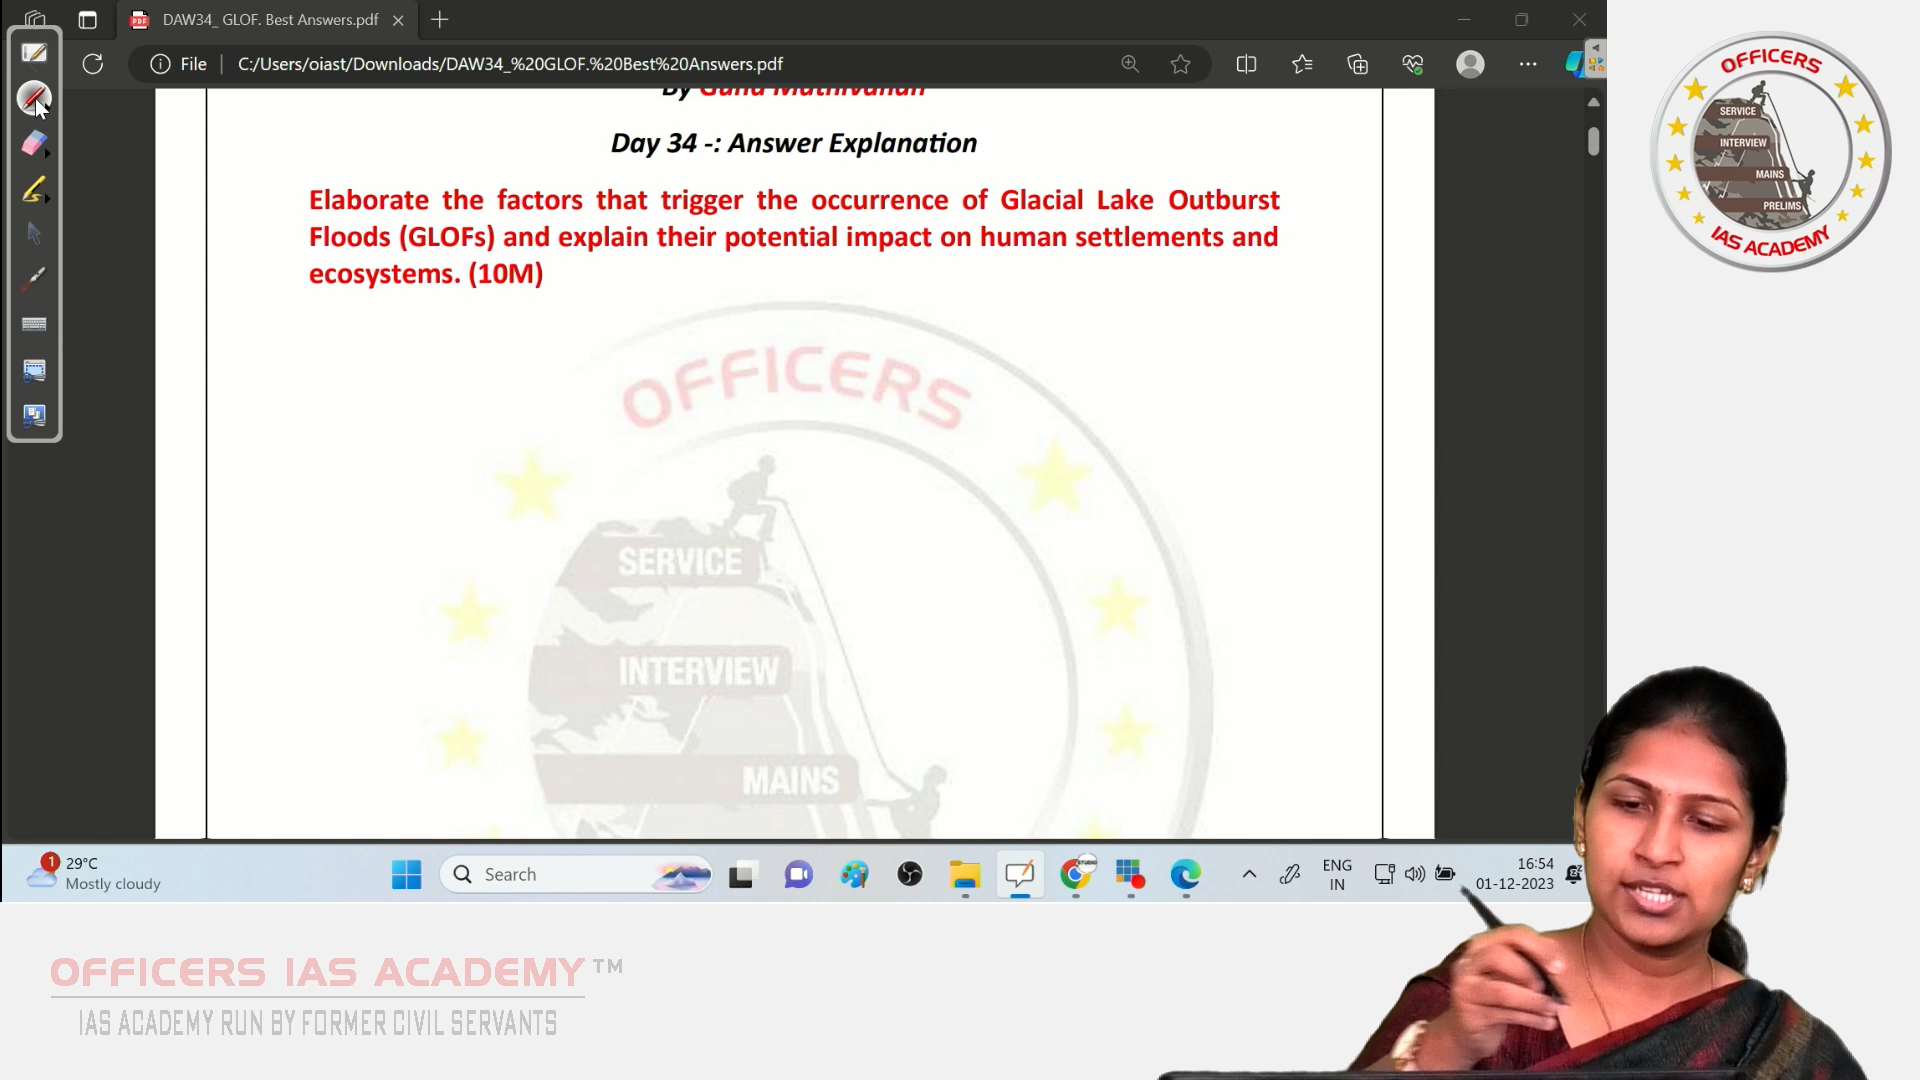 DAW34_ GLOF. Best Answers.pdf
File
C:/Users/oiast/Downloads/DAW34_%20GLOF.%20Best%20Answers.pdf
Day 34 -: Answer Explanation
Elaborate the factors that trigger the occurrence of Glacial Lake Outburst
Floods (GLOFs) and explain their potential impact on human settlements and
ecosystems. (10M)
OFFICERS
SERVICE
INTERVIEW
MAINS
1
29°C
Mostly cloudy
Search
ENG
IN
16:54
01-12-2023
OFFICERS
SERVICE
INTERVIEW
MAINS
PRELIMS
IAS ACADEMY
OFFICERS IAS ACADEMY™
IAS ACADEMY RUN BY FORMER CIVIL SERVANTS